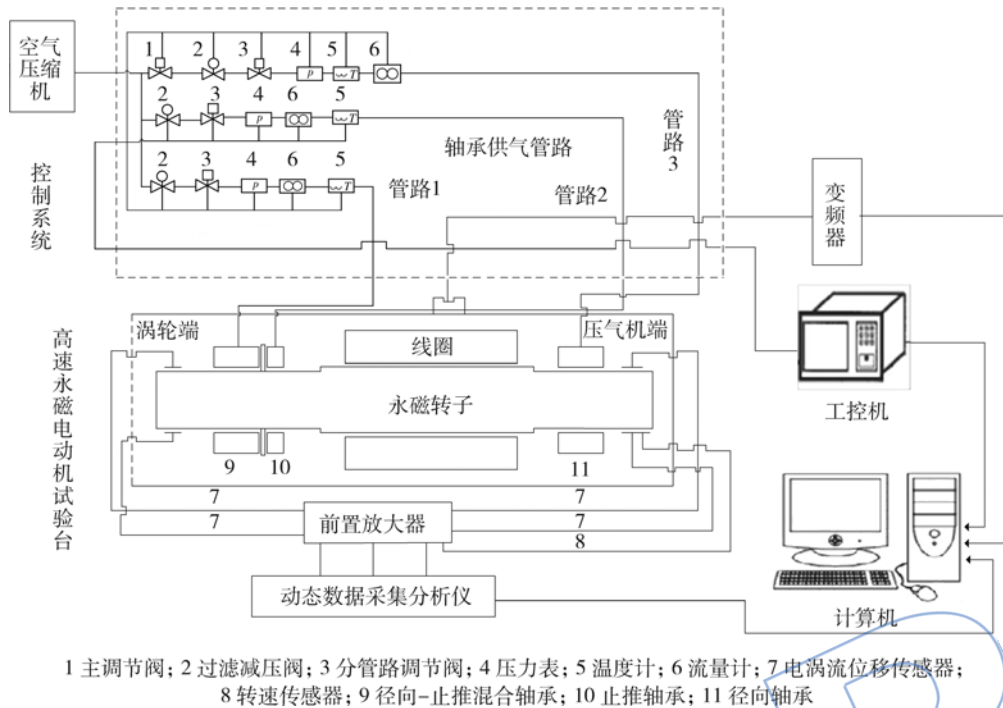 空气
压缩
机
1 2 3 4 5 6
p T
2 3 4 6 5
p T
2 3 4 6 5
p T
轴承供气管路
管路1
管路2
管路3
控制系统
变频器
高速永磁电动机试验台
涡轮端
压气机端
线圈
永磁转子
9 10 11
7 7
7 7
8
前置放大器
动态数据采集分析仪
工控机
计算机
1 主调节阀; 2 过滤减压阀; 3 分管路调节阀; 4 压力表; 5 温度计; 6 流量计; 7 电涡流位移传感器;
8 转速传感器; 9 径向-止推混合轴承; 10 止推轴承; 11 径向轴承